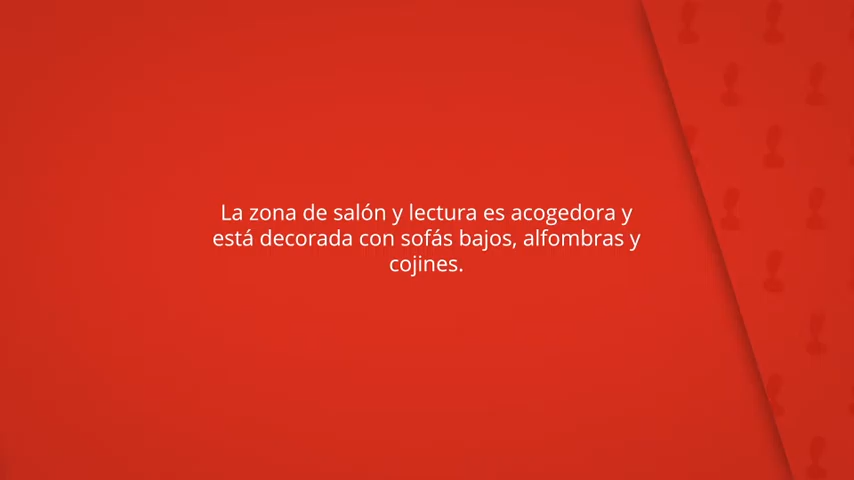 La zona de salón y lectura es acogedora y
está decorada con sofás bajos, alfombras y
cojines.